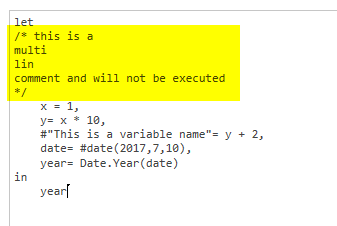 let
/* this is a
multi
lin
comment and will not be executed
*/
x = 1,
y= x * 10,
#"This is a variable name"= y + 2,
date= #date(2017,7,10),
year= Date.Year(date)
in
year